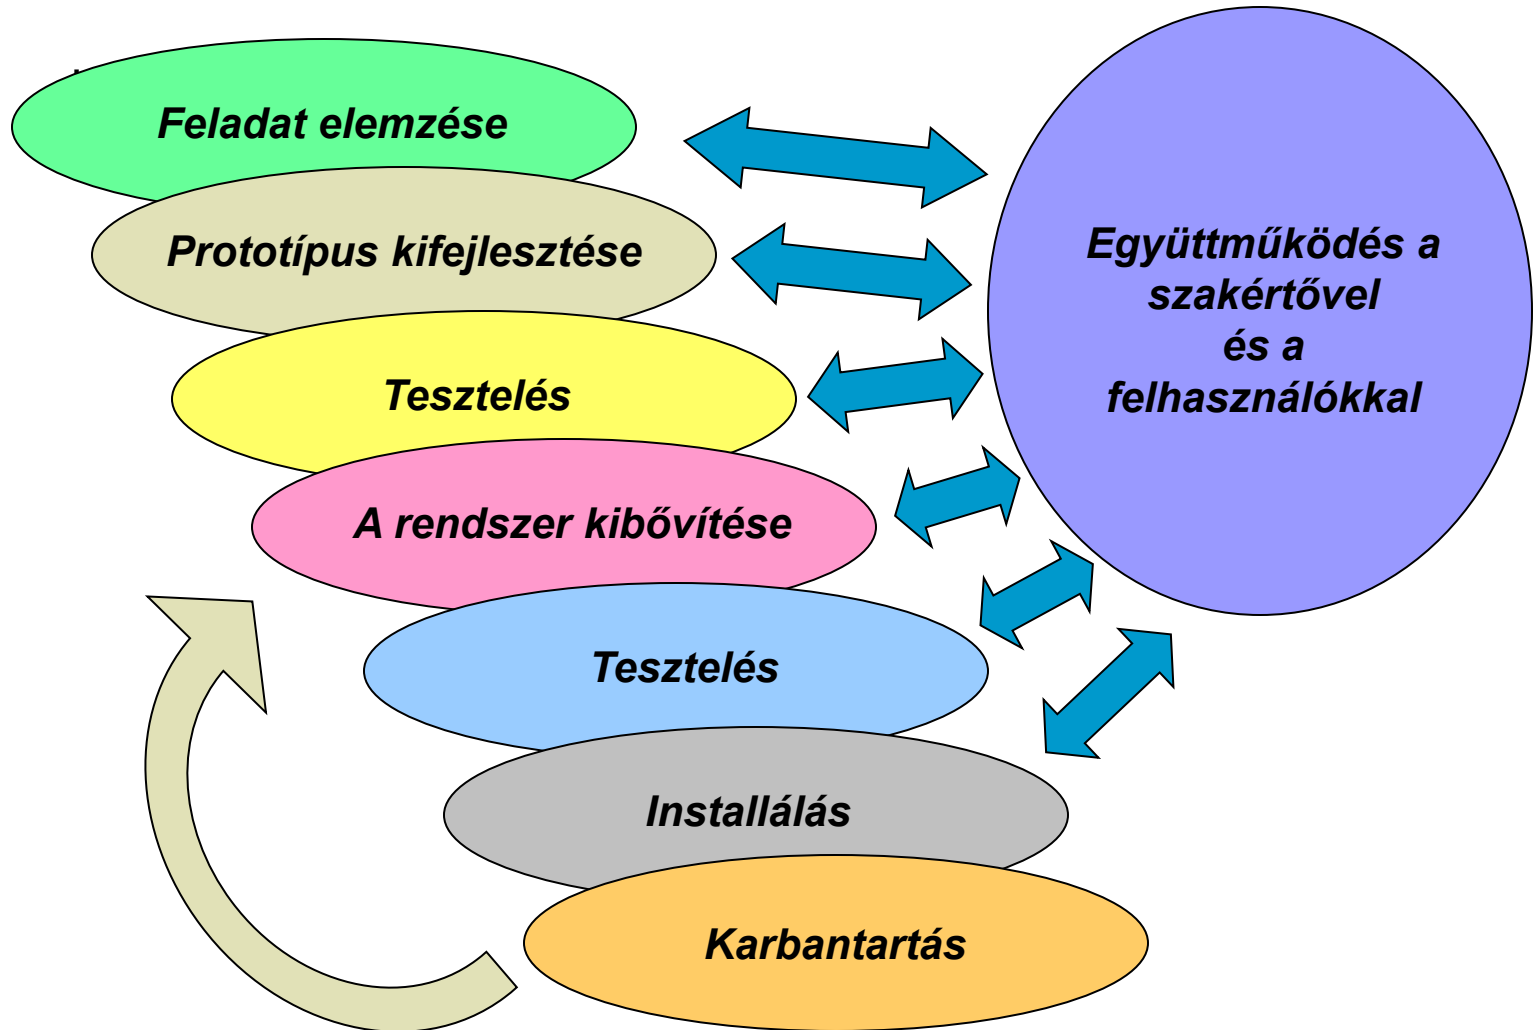 Feladat elemzése
Prototípus kifejlesztése
Tesztelés
A rendszer kibővítése
Tesztelés
Installálás
Karbantartás
Együttműködés a
szakértővel
és a
felhasználókkal